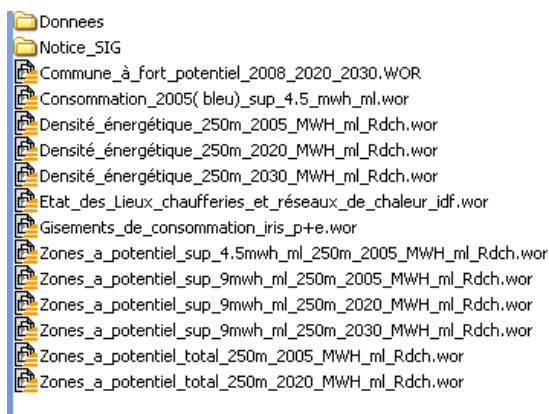 Donnees
Notice_SIG
Commune_à_fort_potentiel_2008_2020_2030.WOR
Consommation_2005( bleu)_sup_4.5_mwh_ml.wor
Densité_énergétique_250m_2005_MWH_ml_Rdch.wor
Densité_énergétique_250m_2020_MWH_ml_Rdch.wor
Densité_énergétique_250m_2030_MWH_ml_Rdch.wor
Etat_des_Lieux_chaufferies_et_réseaux_de_chaleur_idf.wor
Gisements_de_consommation_iris_p+e.wor
Zones_a_potentiel_sup_4.5mwh_ml_250m_2005_MWH_ml_Rdch.wor
Zones_a_potentiel_sup_9mwh_ml_250m_2005_MWH_ml_Rdch.wor
Zones_a_potentiel_sup_9mwh_ml_250m_2020_MWH_ml_Rdch.wor
Zones_a_potentiel_sup_9mwh_ml_250m_2030_MWH_ml_Rdch.wor
Zones_a_potentiel_total_250m_2005_MWH_ml_Rdch.wor
Zones_a_potentiel_total_250m_2020_MWH_ml_Rdch.wor